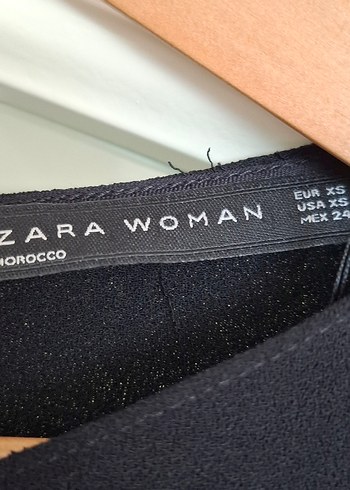 ZARA WOMAN
MOROCCO
EUR XS
USA XS
MEX 24